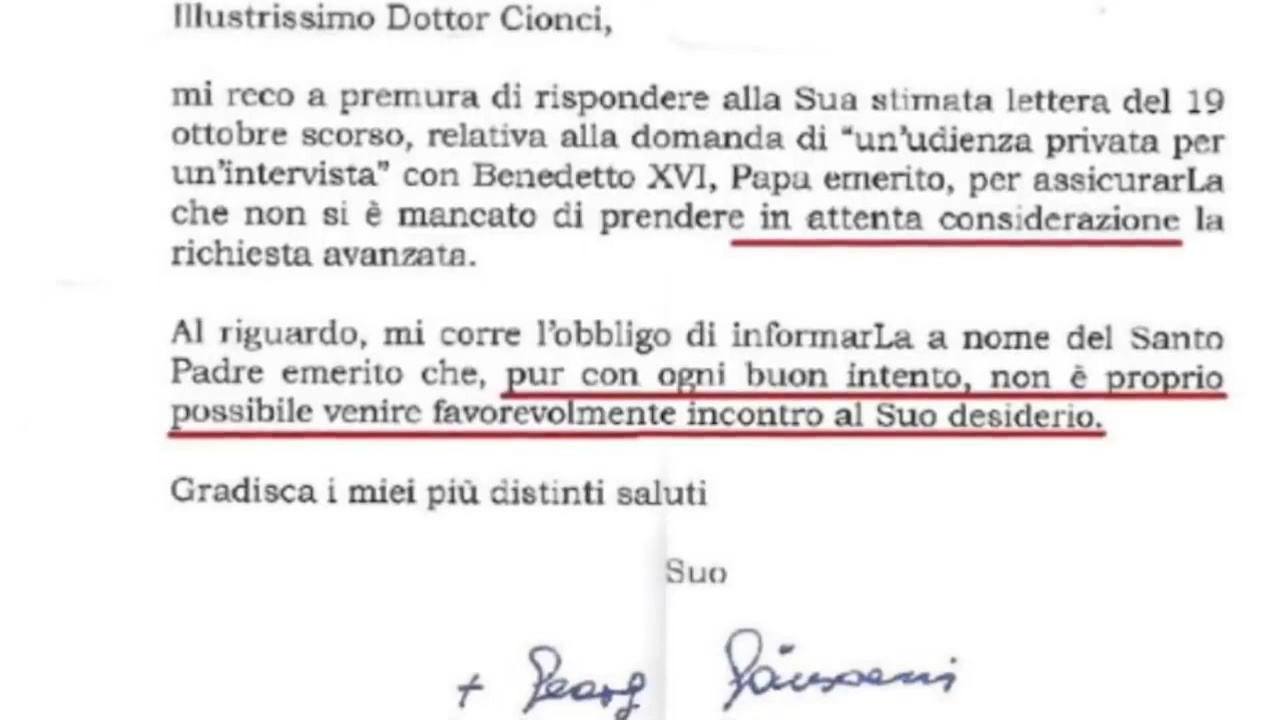 Illustrissimo Dottor Cionci,
mi reco a premura di rispondere alla Sua stimata lettera del 19
ottobre scorso, relativa alla domanda di “un’udienza privata per
un’intervista” con Benedetto XVI, Papa emerito, per assicurarLa
che non si è mancato di prendere in attenta considerazione la
richiesta avanzata.
Al riguardo, mi corre l’obbligo di informarLa a nome del Santo
Padre emerito che, pur con ogni buon intento, non è proprio
possibile venire favorevolmente incontro al Suo desiderio.
Gradisca i miei più distinti saluti
Suo
+ Georg Gänswein